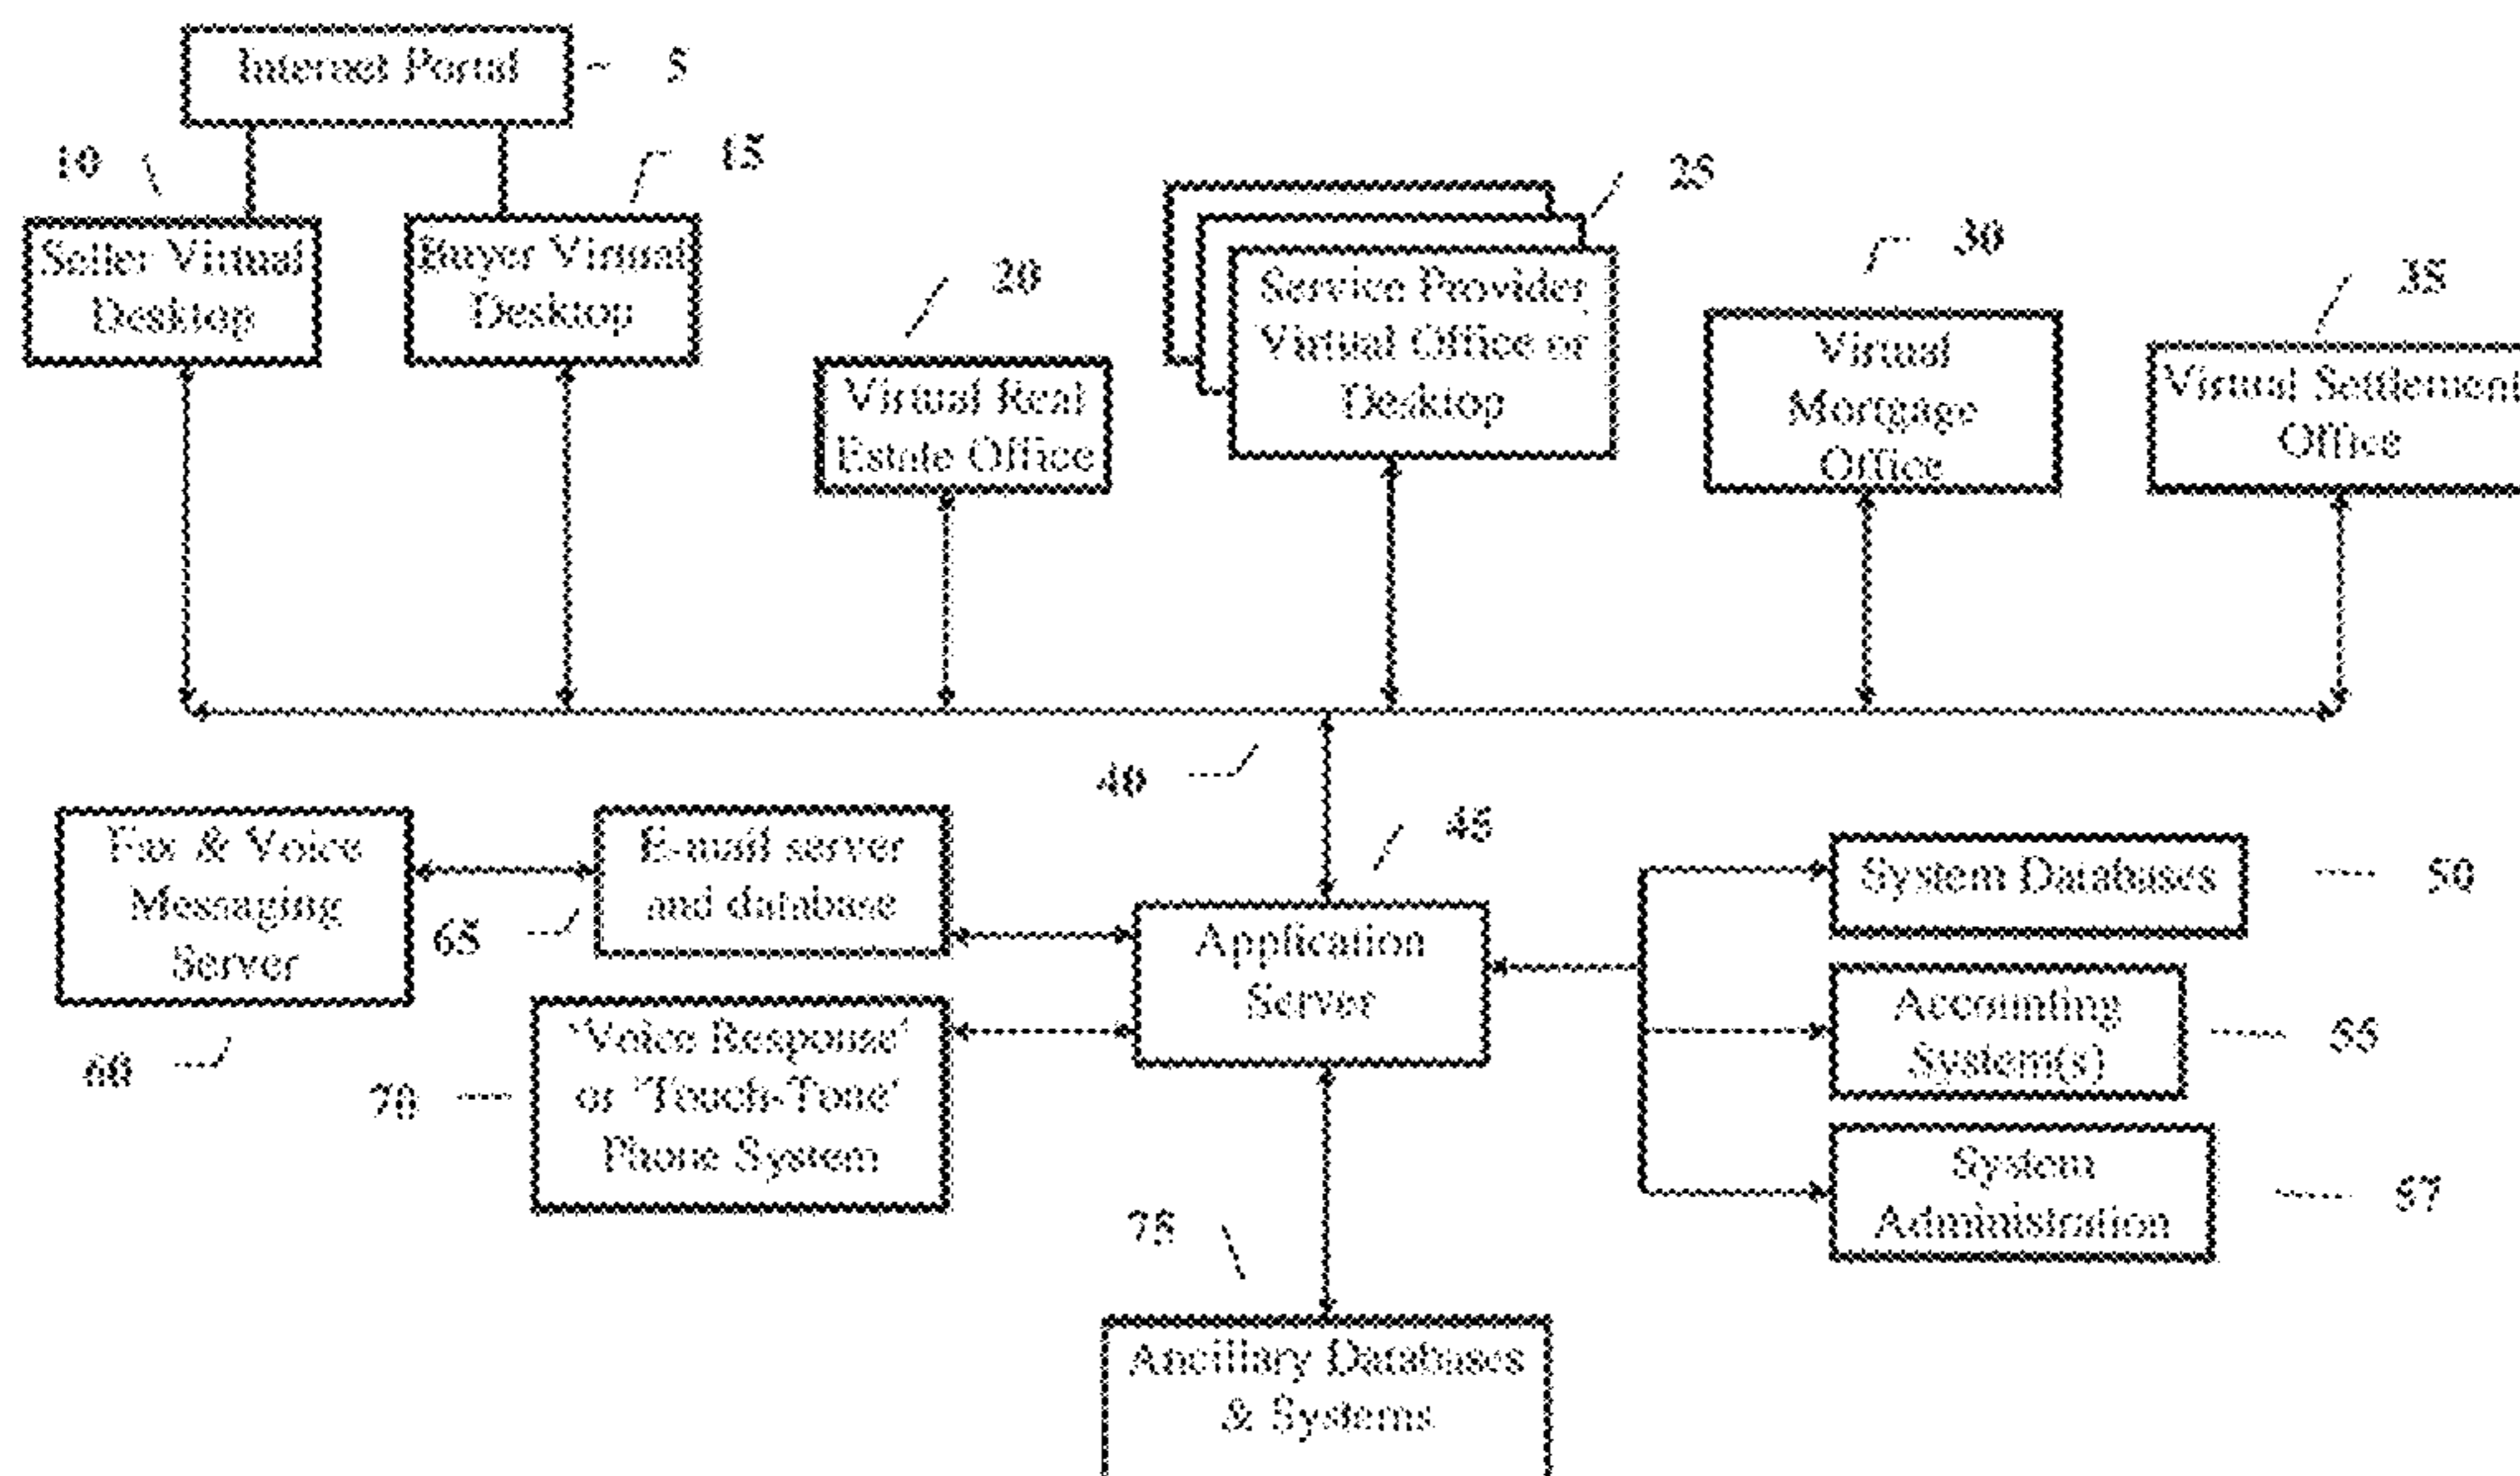 Internet Portal
5
10
15
25
Seller Virtual
Desktop
Buyer Virtual
Desktop
20
Service Provider
Virtual Office or
Desktop
30
35
Virtual Real
Estate Office
Virtual
Mortgage
Office
Virtual Settlement
Office
40
45
Fax & Voice
Messaging
Server
E-mail server
and database
65
Application
Server
System Databases
50
Accounting
System(s)
55
60
70
'Voice Response'
or 'Touch-Tone'
Phone System
System
Administration
57
75
Ancillary Databases
& Systems